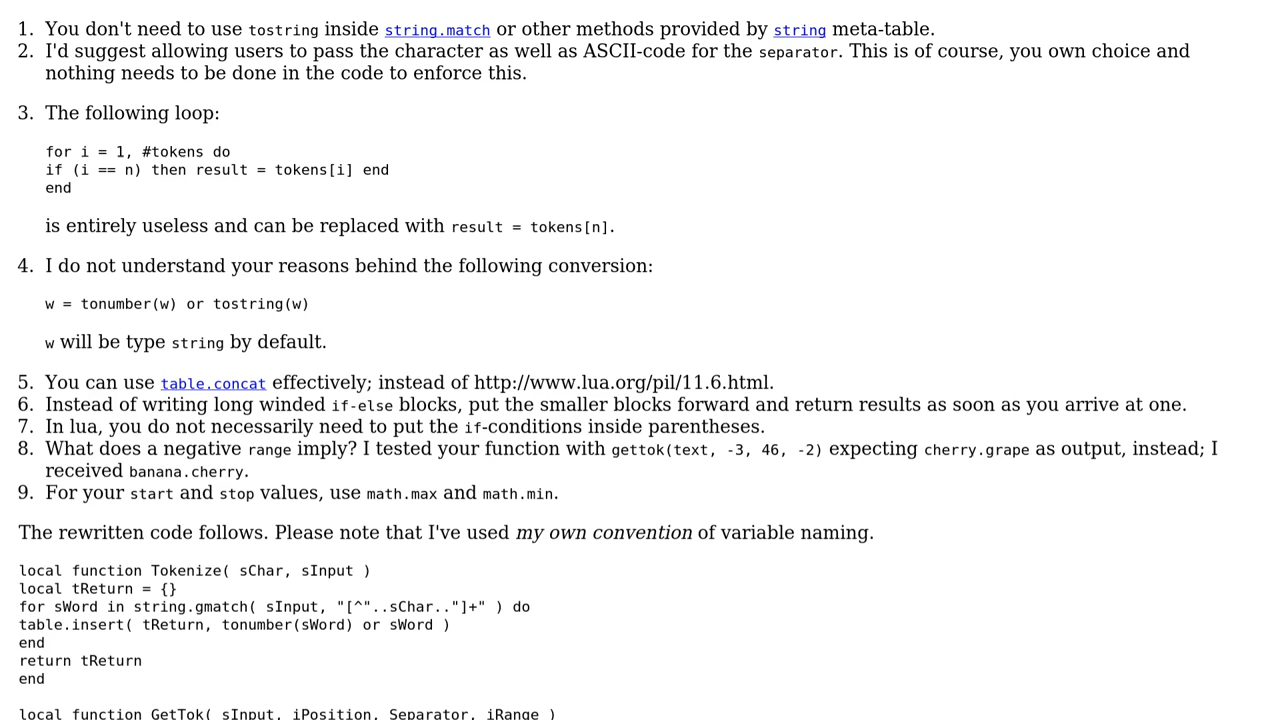 1. You don't need to use tostring inside string.match or other methods provided by string meta-table.
2. I'd suggest allowing users to pass the character as well as ASCII-code for the separator. This is of course, you own choice and
nothing needs to be done in the code to enforce this.
3. The following loop:
for i = 1, #tokens do
if (i == n) then result = tokens[i] end
end
is entirely useless and can be replaced with result = tokens[n].
4. I do not understand your reasons behind the following conversion:
w = tonumber(w) or tostring(w)
w will be type string by default.
5. You can use table.concat effectively; instead of http://www.lua.org/pil/11.6.html.
6. Instead of writing long winded if-else blocks, put the smaller blocks forward and return results as soon as you arrive at one.
7. In lua, you do not necessarily need to put the if-conditions inside parentheses.
8. What does a negative range imply? I tested your function with gettok(text, -3, 46, -2) expecting cherry.grape as output, instead; I
received banana.cherry.
9. For your start and stop values, use math.max and math.min.
The rewritten code follows. Please note that I've used my own convention of variable naming.
local function Tokenize( sChar, sInput )
local tReturn = {}
for sWord in string.gmatch( sInput, "[^"..sChar.."]+" ) do
table.insert( tReturn, tonumber(sWord) or sWord )
end
return tReturn
end
local function GetTok( sInput, iPosition, Separator, iRange )